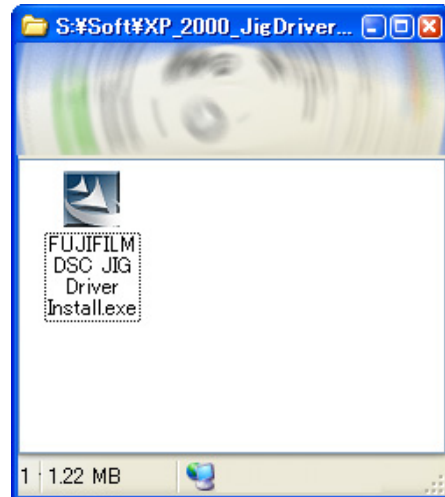 S:¥Soft¥XP_2000_JigDriver...
FUJIFILM
DSC JIG
Driver
Install.exe
1
1.22 MB